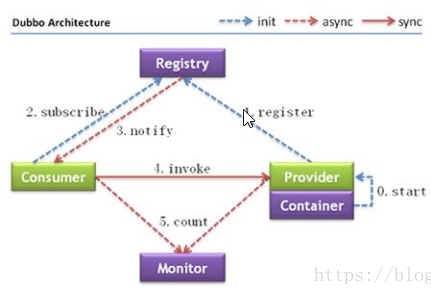 Dubbo Architecture
init
async
sync
Registry
2. subscribe
1. register
3. notify
4. invoke
Consumer
Provider
Container
0. start
5. count
Monitor
https://blog